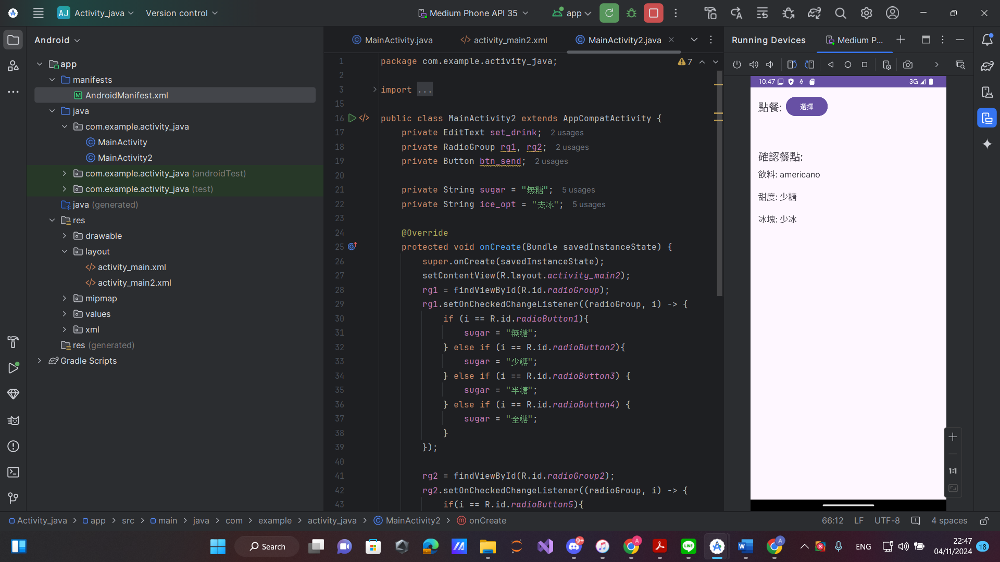 AJ Activity_java Version control Medium Phone API 35 app
Android
app
manifests
AndroidManifest.xml
java
com.example.activity_java
MainActivity
MainActivity2
com.example.activity_java (androidTest)
com.example.activity_java (test)
java (generated)
res
drawable
layout
activity_main.xml
activity_main2.xml
mipmap
values
xml
res (generated)
Gradle Scripts
MainActivity.java activity_main2.xml MainActivity2.java
7
1 package com.example.activity_java;
2
3 import ...
15
16 public class MainActivity2 extends AppCompatActivity {
17 private EditText set_drink; 2 usages
18 private RadioGroup rg1, rg2; 2 usages
19 private Button btn_send; 2 usages
20
21 private String sugar = "無糖"; 5 usages
22 private String ice_opt = "去冰"; 5 usages
23
24 @Override
25 protected void onCreate(Bundle savedInstanceState) {
26 super.onCreate(savedInstanceState);
27 setContentView(R.layout.activity_main2);
28 rg1 = findViewById(R.id.radioGroup);
29 rg1.setOnCheckedChangeListener((radioGroup, i) -> {
30 if (i == R.id.radioButton1){
31 sugar = "無糖";
32 } else if (i == R.id.radioButton2){
33 sugar = "少糖";
34 } else if (i == R.id.radioButton3) {
35 sugar = "半糖";
36 } else if (i == R.id.radioButton4) {
37 sugar = "全糖";
38 }
39 });
40
41 rg2 = findViewById(R.id.radioGroup2);
42 rg2.setOnCheckedChangeListener((radioGroup, i) -> {
43 if(i == R.id.radioButton5){
Running Devices Medium P...
10:47 3G
點餐: 選擇
確認餐點:
飲料: americano
甜度: 少糖
冰塊: 少冰
1:1
Activity_java > app > src > main > java > com > example > activity_java > MainActivity2 > onCreate
66:12 LF UTF-8 4 spaces
Search
9+
A
A
ENG
22:47
04/11/2024
18